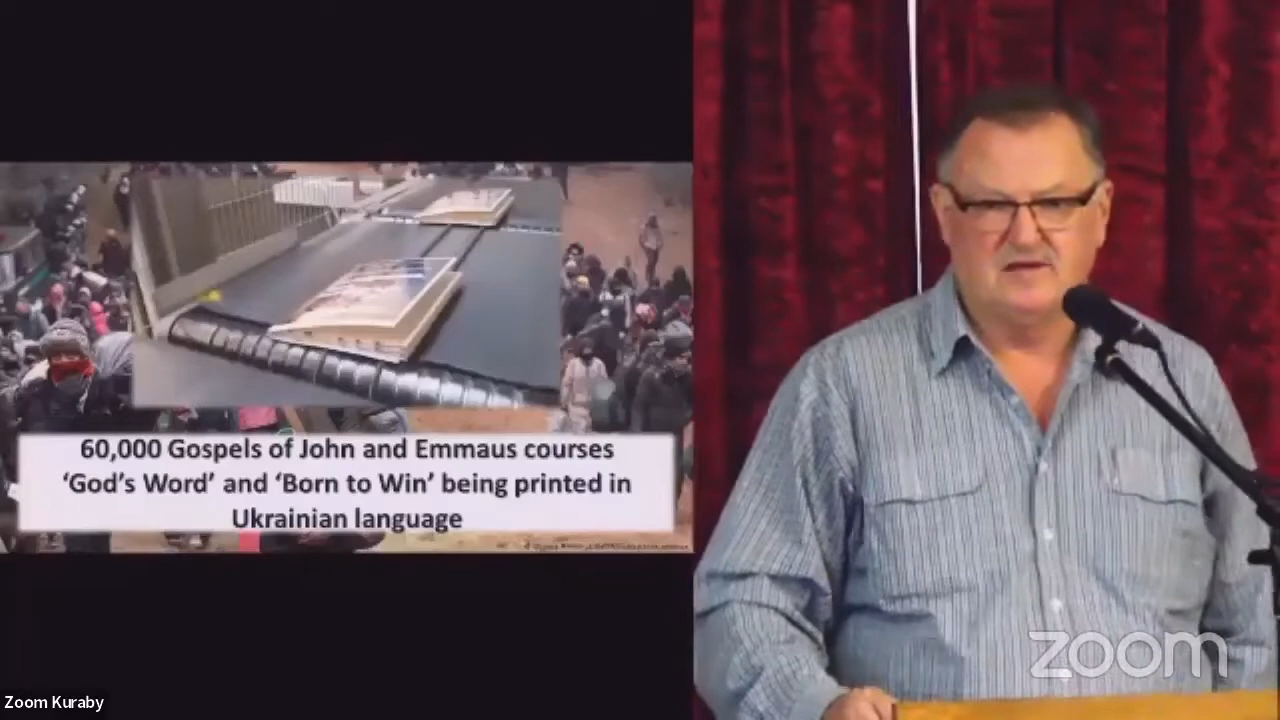 60,000 Gospels of John and Emmaus courses
‘God’s Word’ and ‘Born to Win’ being printed in
Ukrainian language
zoom
Zoom Kuraby